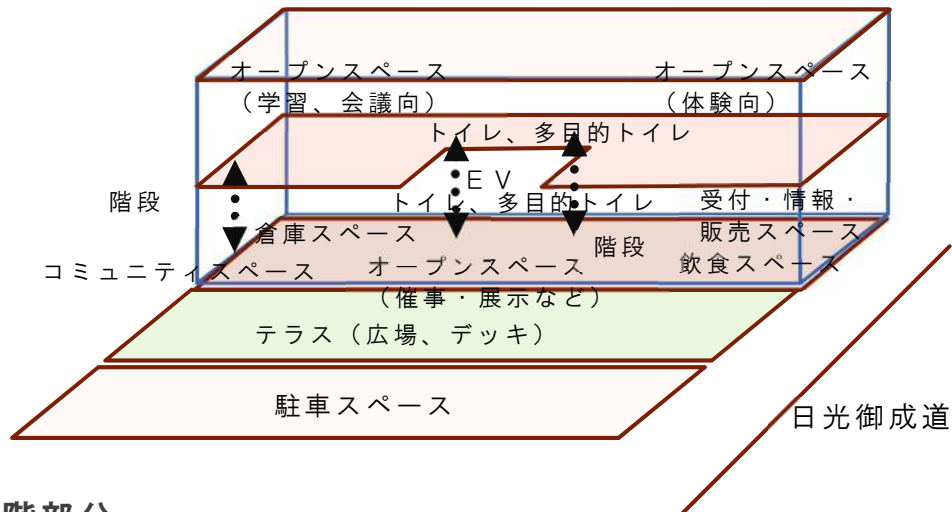 オープンスペース
（学習、会議向）
オープンスペース
（体験向）
トイレ、多目的トイレ
EV
階段
トイレ、多目的トイレ
受付・情報・
販売スペース
飲食スペース
倉庫スペース
階段
コミュニティスペース
オープンスペース
（催事・展示など）
テラス（広場、デッキ）
駐車スペース
日光御成道
階部分